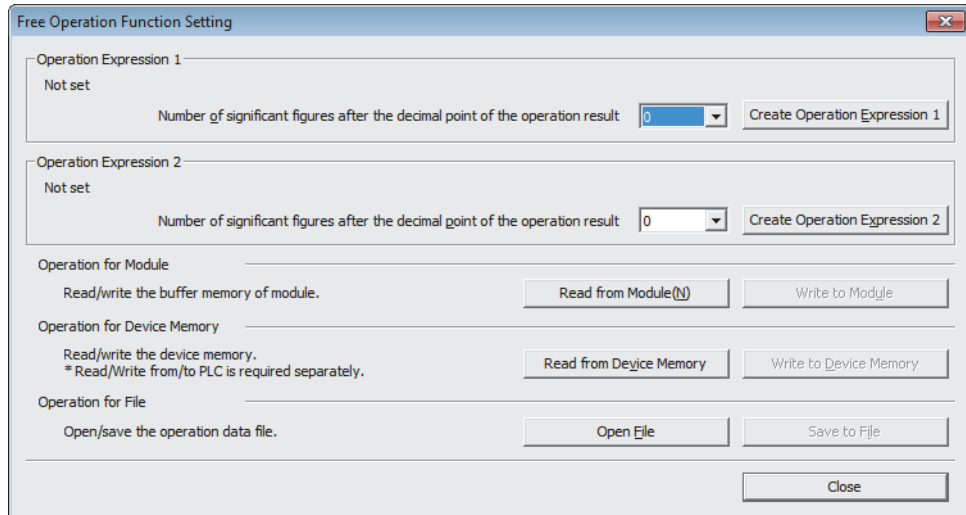 Free Operation Function Setting
Operation Expression 1
Not set
Number of significant figures after the decimal point of the operation result 0 Create Operation Expression 1
Operation Expression 2
Not set
Number of significant figures after the decimal point of the operation result 0 Create Operation Expression 2
Operation for Module
Read/write the buffer memory of module. Read from Module(N) Write to Module
Operation for Device Memory
Read/write the device memory.
*Read/Write from/to PLC is required separately. Read from Device Memory Write to Device Memory
Operation for File
Open/save the operation data file. Open File Save to File
Close